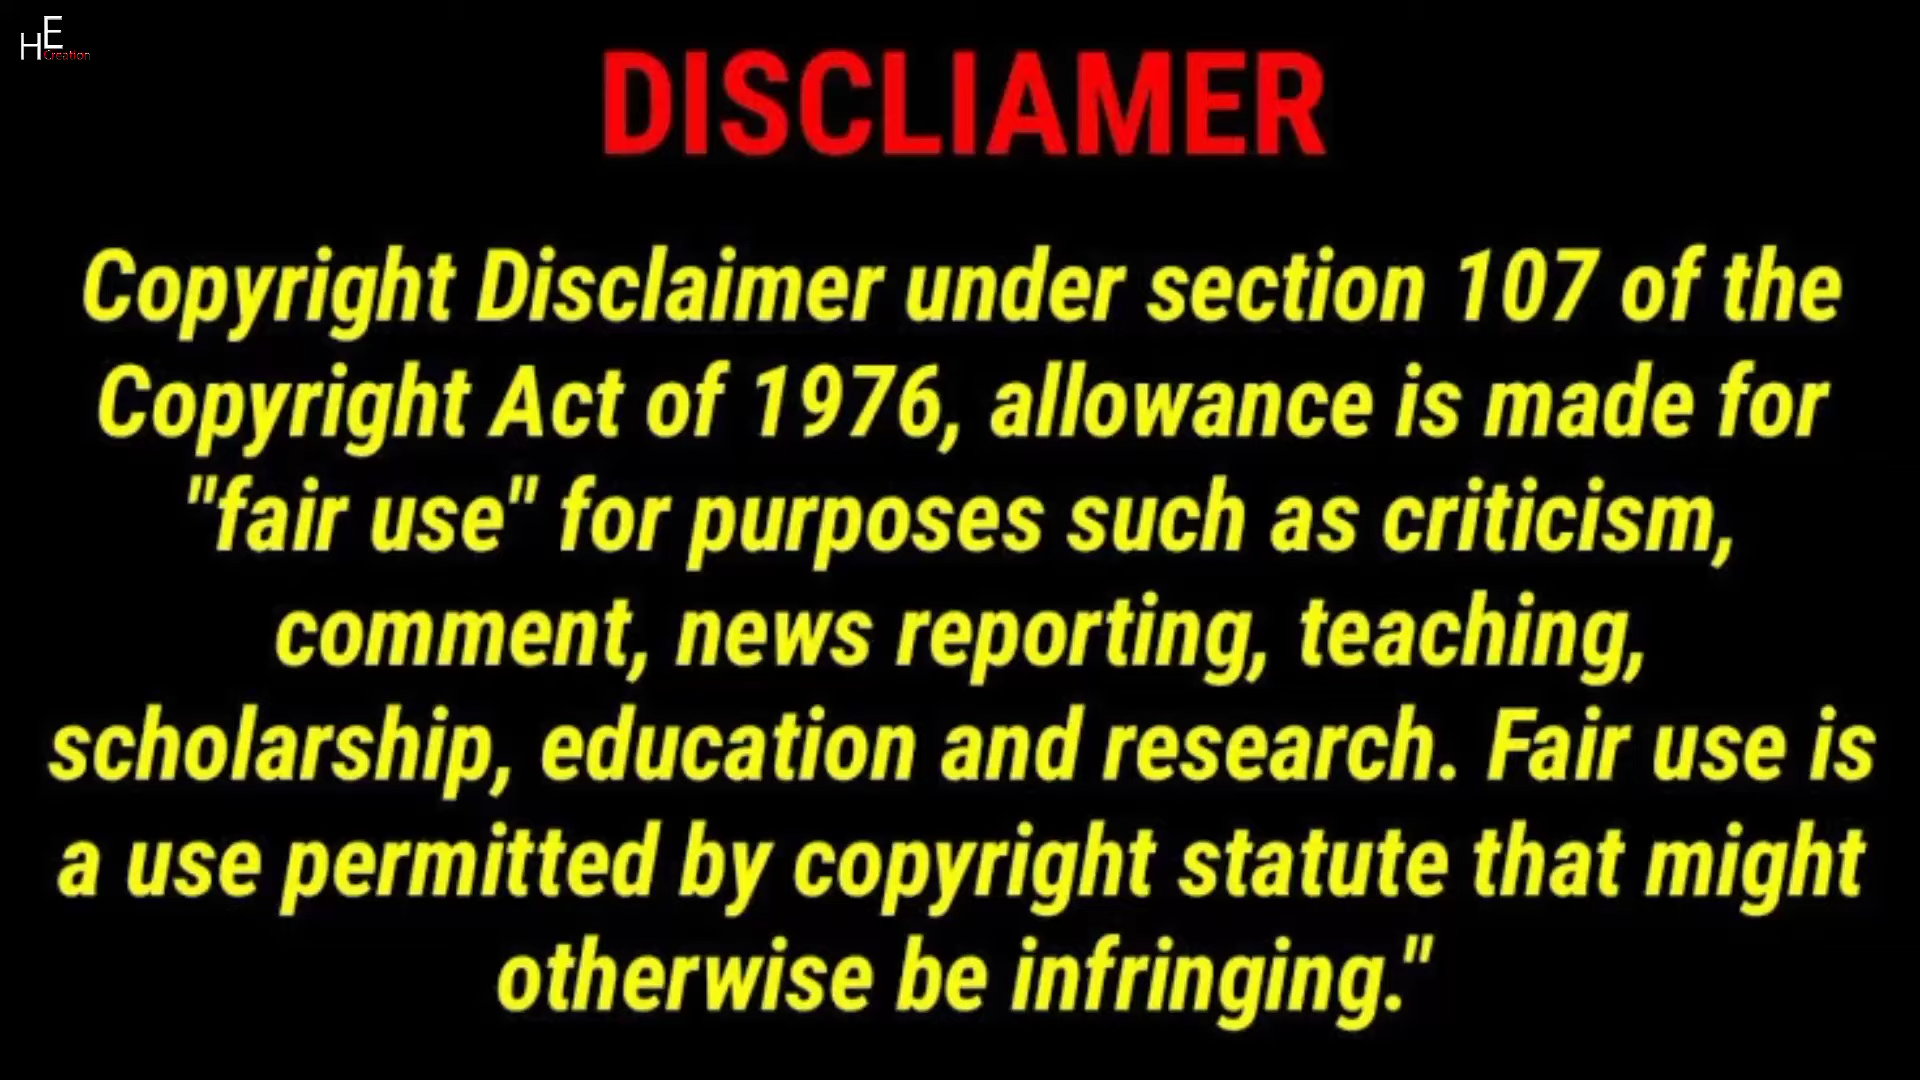 HE
Creation
DISCLIAMER
Copyright Disclaimer under section 107 of the
Copyright Act of 1976, allowance is made for
"fair use" for purposes such as criticism,
comment, news reporting, teaching,
scholarship, education and research. Fair use is
a use permitted by copyright statute that might
otherwise be infringing."